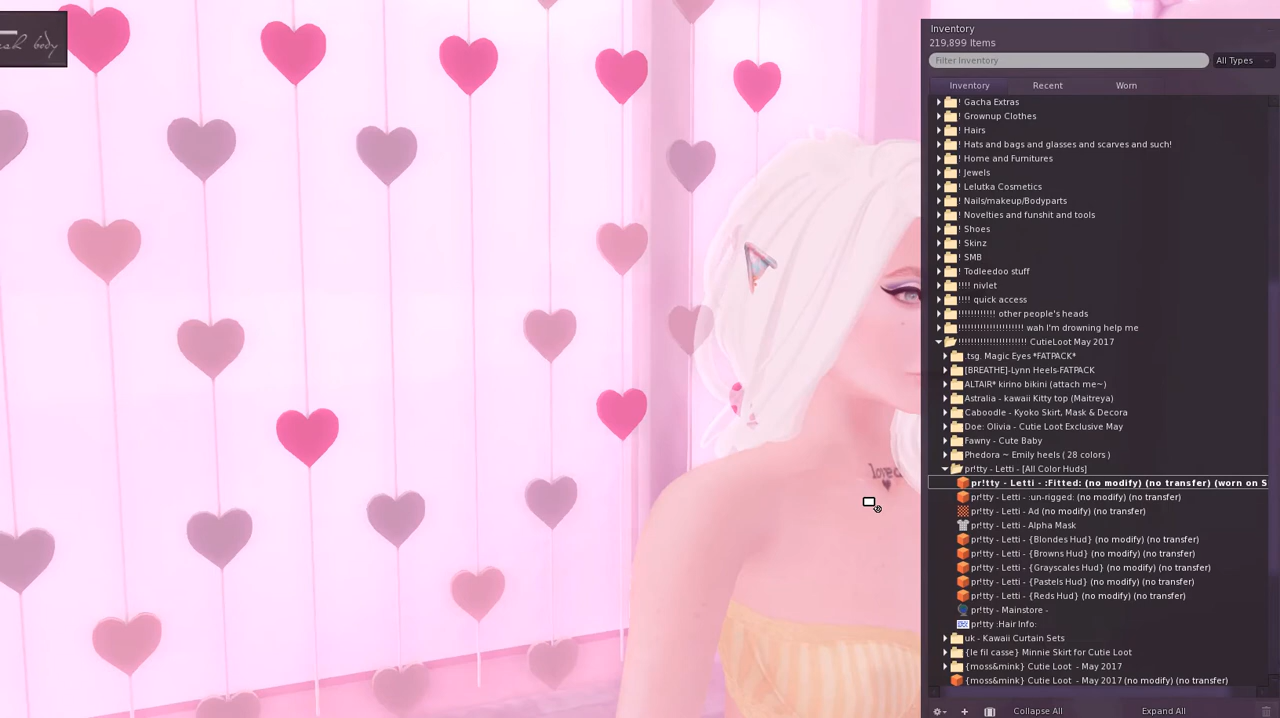 esh body
Inventory
219,899 Items
Filter Inventory
All Types
Inventory Recent Worn
! Gacha Extras
! Grownup Clothes
! Hairs
! Hats and bags and glasses and scarves and such!
! Home and Furnitures
! Jewels
! Lelutka Cosmetics
! Nails/makeup/Bodyparts
! Novelties and funshit and tools
! Shoes
! Skinz
! SMB
! Todleedoo stuff
!!!! nivlet
!!!! quick access
!!!!!!!!!!!! other people's heads
!!!!!!!!!!!!!!!!!!!!! wah I'm drowning help me
!!!!!!!!!!!!!!!!!!!!!! CutieLoot May 2017
.tsg. Magic Eyes *FATPACK*
[BREATHE]-Lynn Heels-FATPACK
ALTAIR* kirino bikini (attach me~)
Astralia - kawaii Kitty top (Maitreya)
Caboodle - Kyoko Skirt, Mask & Decora
Doe: Olivia - Cutie Loot Exclusive May
Fawny - Cute Baby
Phedora ~ Emily heels ( 28 colors )
pr!tty - Letti - [All Color Huds]
pr!tty - Letti - :Fitted: (no modify) (no transfer) (worn on S
pr!tty - Letti - :un-rigged: (no modify) (no transfer)
pr!tty - Letti - Ad (no modify) (no transfer)
pr!tty - Letti - Alpha Mask
pr!tty - Letti - {Blondes Hud} (no modify) (no transfer)
pr!tty - Letti - {Browns Hud} (no modify) (no transfer)
pr!tty - Letti - {Grayscales Hud} (no modify) (no transfer)
pr!tty - Letti - {Pastels Hud} (no modify) (no transfer)
pr!tty - Letti - {Reds Hud} (no modify) (no transfer)
pr!tty - Mainstore -
pr!tty :Hair Info:
uk - Kawaii Curtain Sets
{le fil casse} Minnie Skirt for Cutie Loot
{moss&mink} Cutie Loot - May 2017
{moss&mink} Cutie Loot - May 2017 (no modify) (no transfer)
Collapse All Expand All
loved